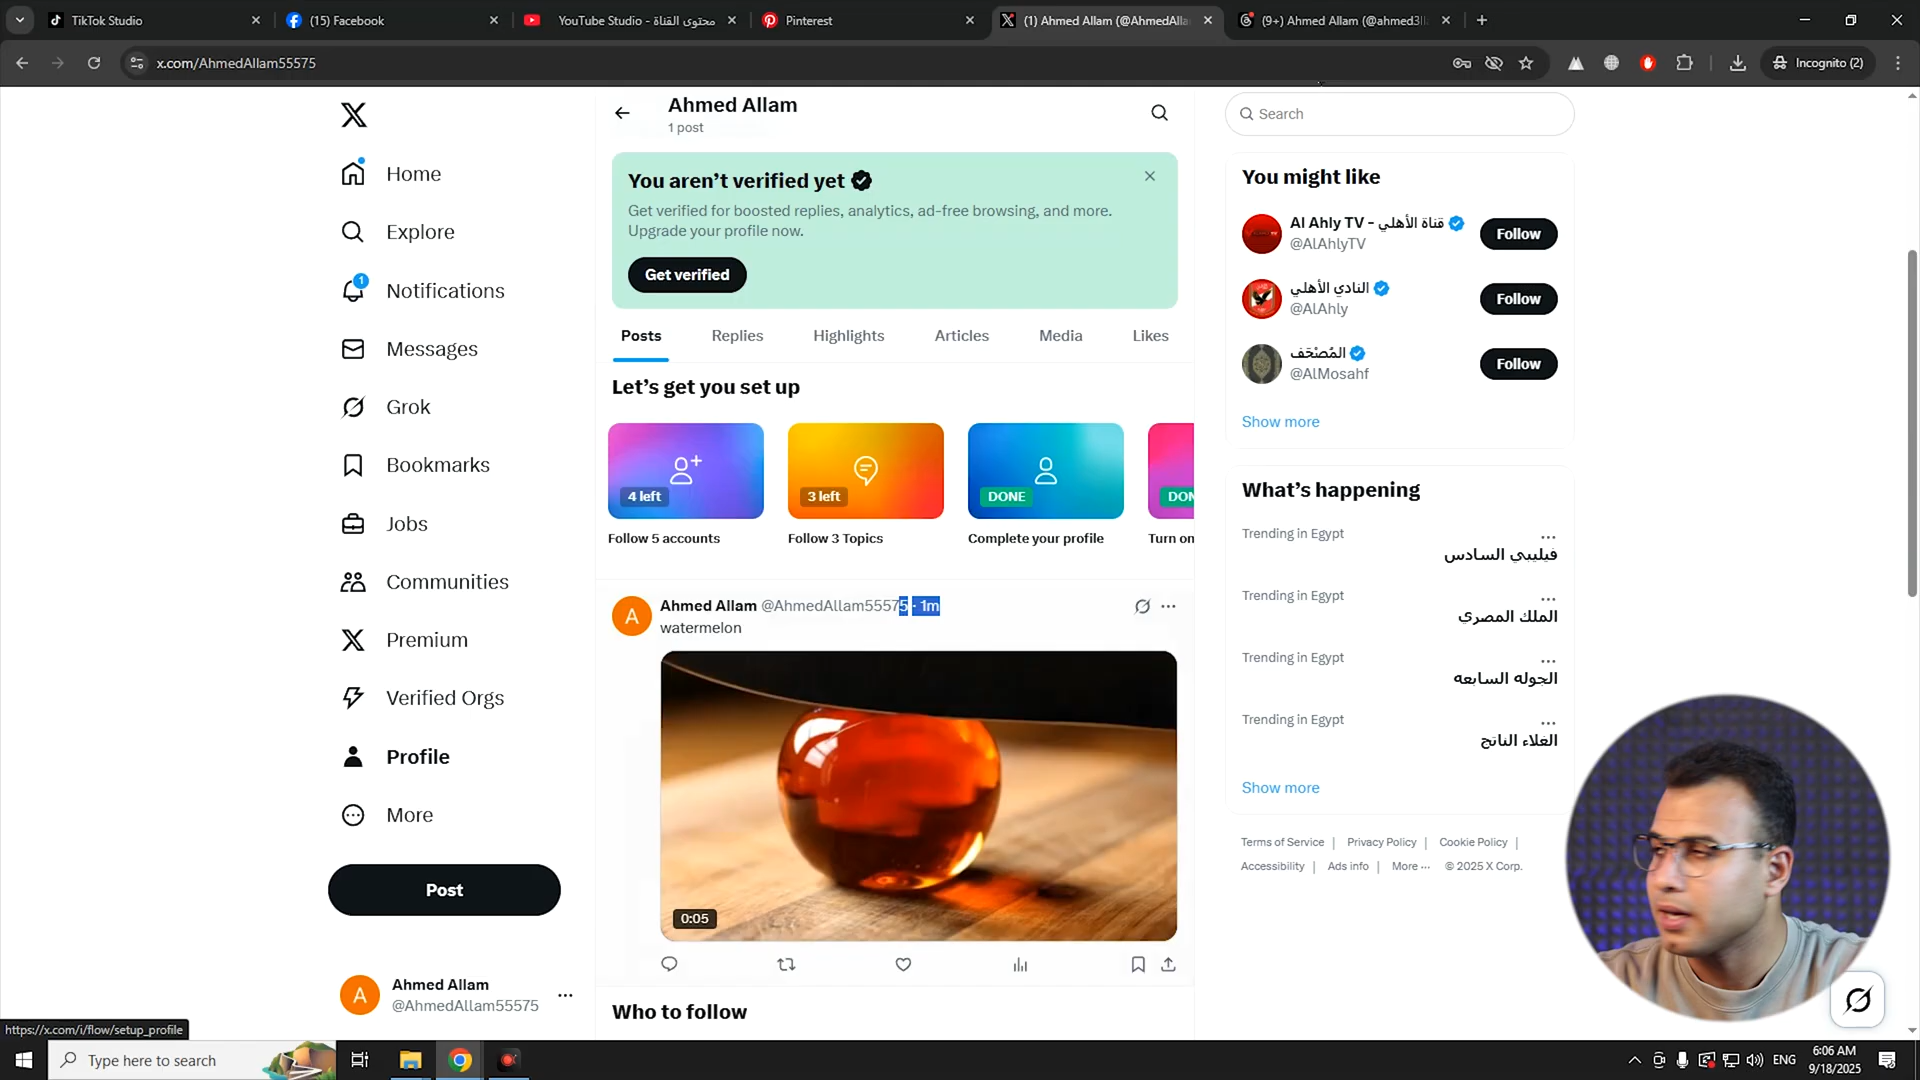 TikTok Studio
(15) Facebook
YouTube Studio - محتوى القناة
Pinterest
(1) Ahmed Allam (@AhmedAlla
(9+) Ahmed Allam (@ahmed3ll
x.com/AhmedAllam55575
Incognito (2)
Home
Explore
1
Notifications
Messages
Grok
Bookmarks
Jobs
Communities
Premium
Verified Orgs
Profile
More
Post
A
Ahmed Allam
@AhmedAllam55575
...
https://x.com/i/flow/setup_profile
Ahmed Allam
1 post
You aren’t verified yet
Get verified for boosted replies, analytics, ad-free browsing, and more.
Upgrade your profile now.
Get verified
Posts Replies Highlights Articles Media Likes
Let’s get you set up
4 left
3 left
DONE
DON
Follow 5 accounts
Follow 3 Topics
Complete your profile
Turn on
A
Ahmed Allam @AhmedAllam55575 · 1m
watermelon
0:05
Who to follow
Search
You might like
Al Ahly TV - قناة الأهلي
@AlAhlyTV
Follow
النادي الأهلي
@AlAhly
Follow
المُصْحَف
@AlMosahf
Follow
Show more
What’s happening
Trending in Egypt
فيليبي السادس
Trending in Egypt
الملك المصري
Trending in Egypt
الجوله السابعه
Trending in Egypt
الغلاء الناتج
Show more
Terms of Service | Privacy Policy | Cookie Policy |
Accessibility | Ads info | More ... © 2025 X Corp.
Type here to search
ENG
6:06 AM
9/18/2025